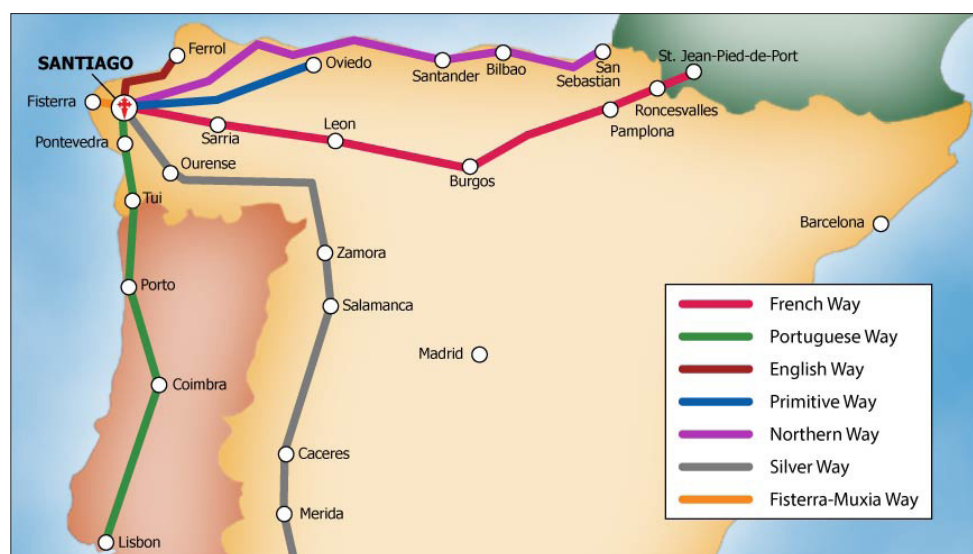 Ferrol
SANTIAGO
Oviedo
Santander
Bilbao
San
Sebastian
St. Jean-Pied-de-Port
Fisterra
Roncesvalles
Pamplona
Sarria
Leon
Pontevedra
Ourense
Burgos
Tui
Barcelona
Zamora
Porto
Salamanca
Madrid
Coimbra
Caceres
Merida
Lisbon
French Way
Portuguese Way
English Way
Primitive Way
Northern Way
Silver Way
Fisterra-Muxia Way